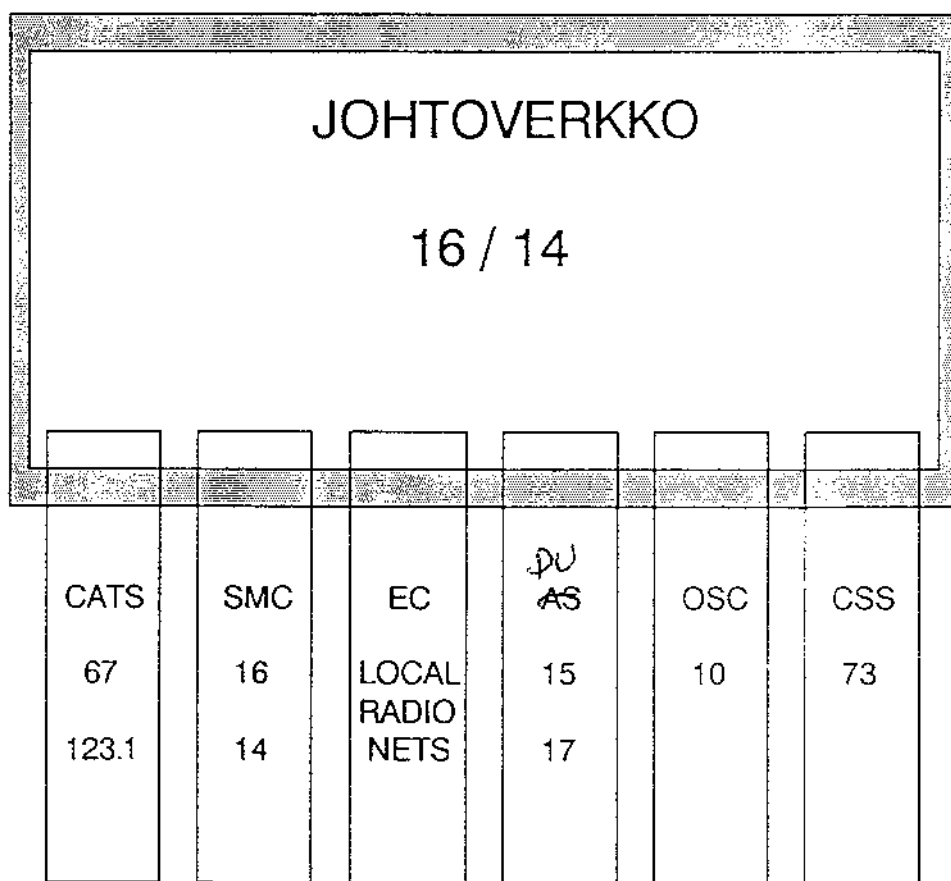 JOHTOVERKKO
16 / 14
DU
CATS SMC EC AS OSC CSS
67 16 LOCAL 15 10 73
RADIO
123.1 14 NETS 17